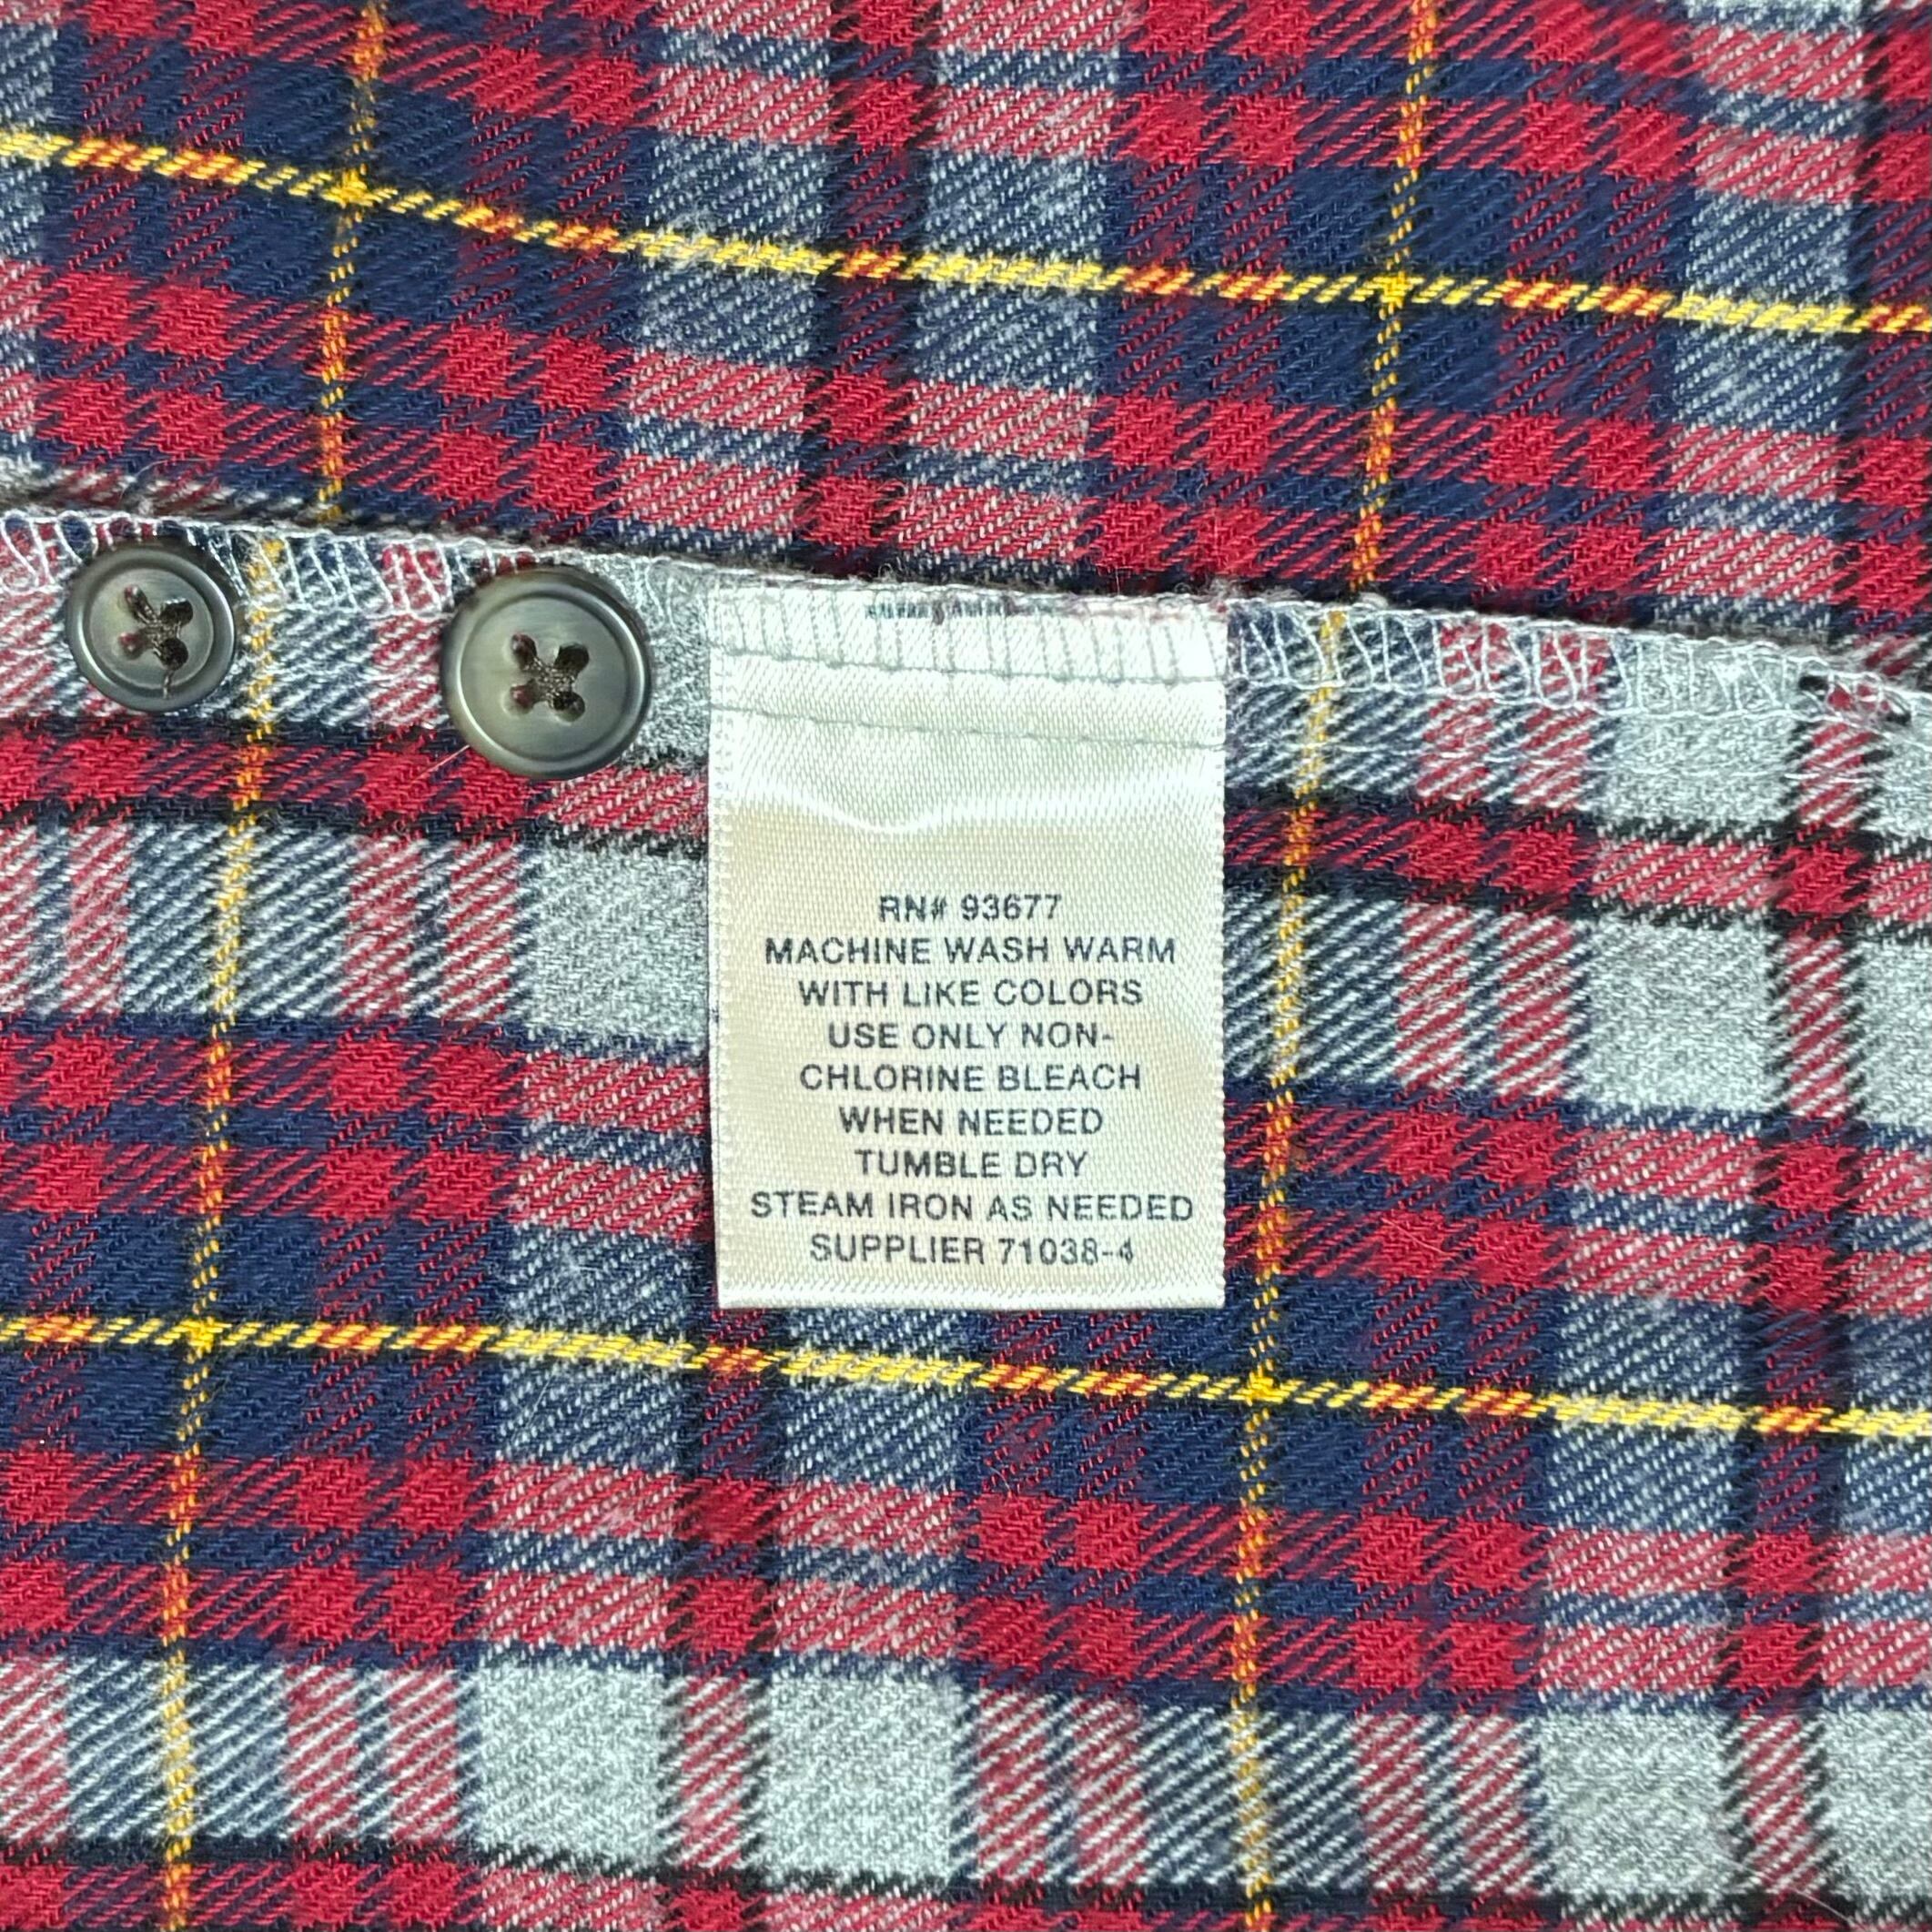 RN# 93677
MACHINE WASH WARM
WITH LIKE COLORS
USE ONLY NON-
CHLORINE BLEACH
WHEN NEEDED
TUMBLE DRY
STEAM IRON AS NEEDED
SUPPLIER 71038-4